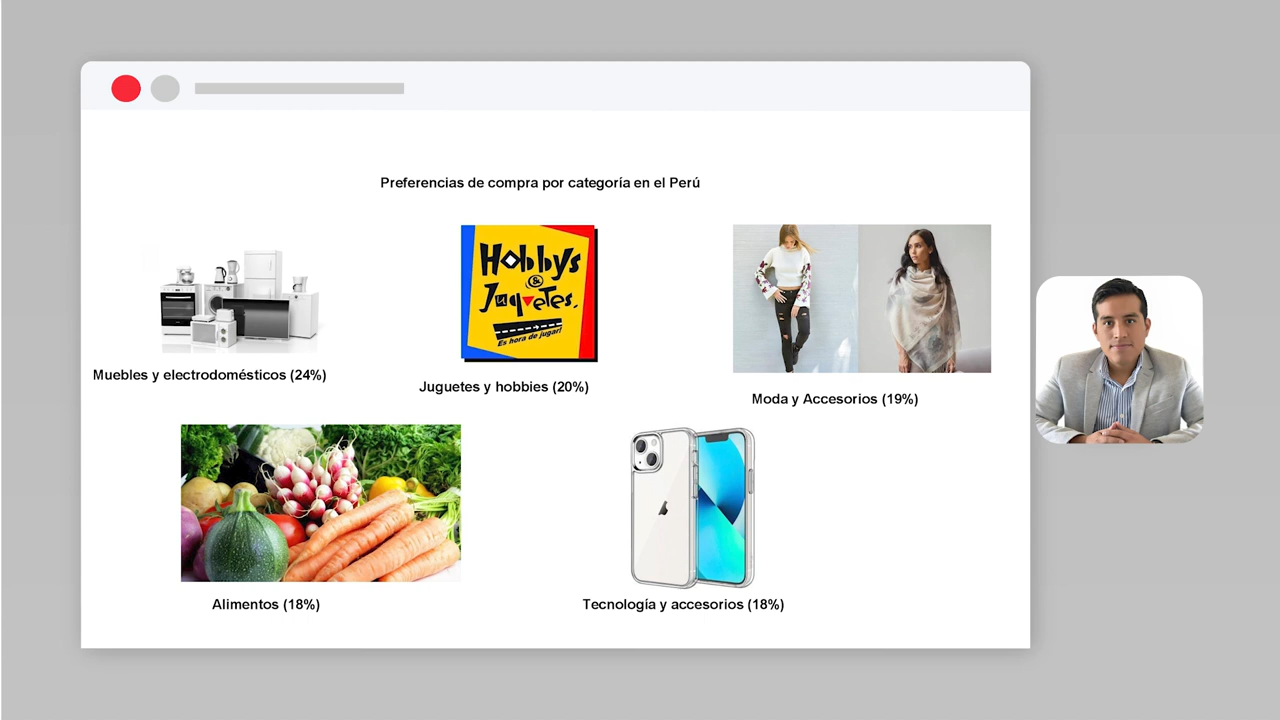 Preferencias de compra por categoría en el Perú
Hobbys
&
Juguetes.
Es hora de jugar!
Muebles y electrodomésticos (24%)
Juguetes y hobbies (20%)
Moda y Accesorios (19%)
Alimentos (18%)
Tecnología y accesorios (18%)